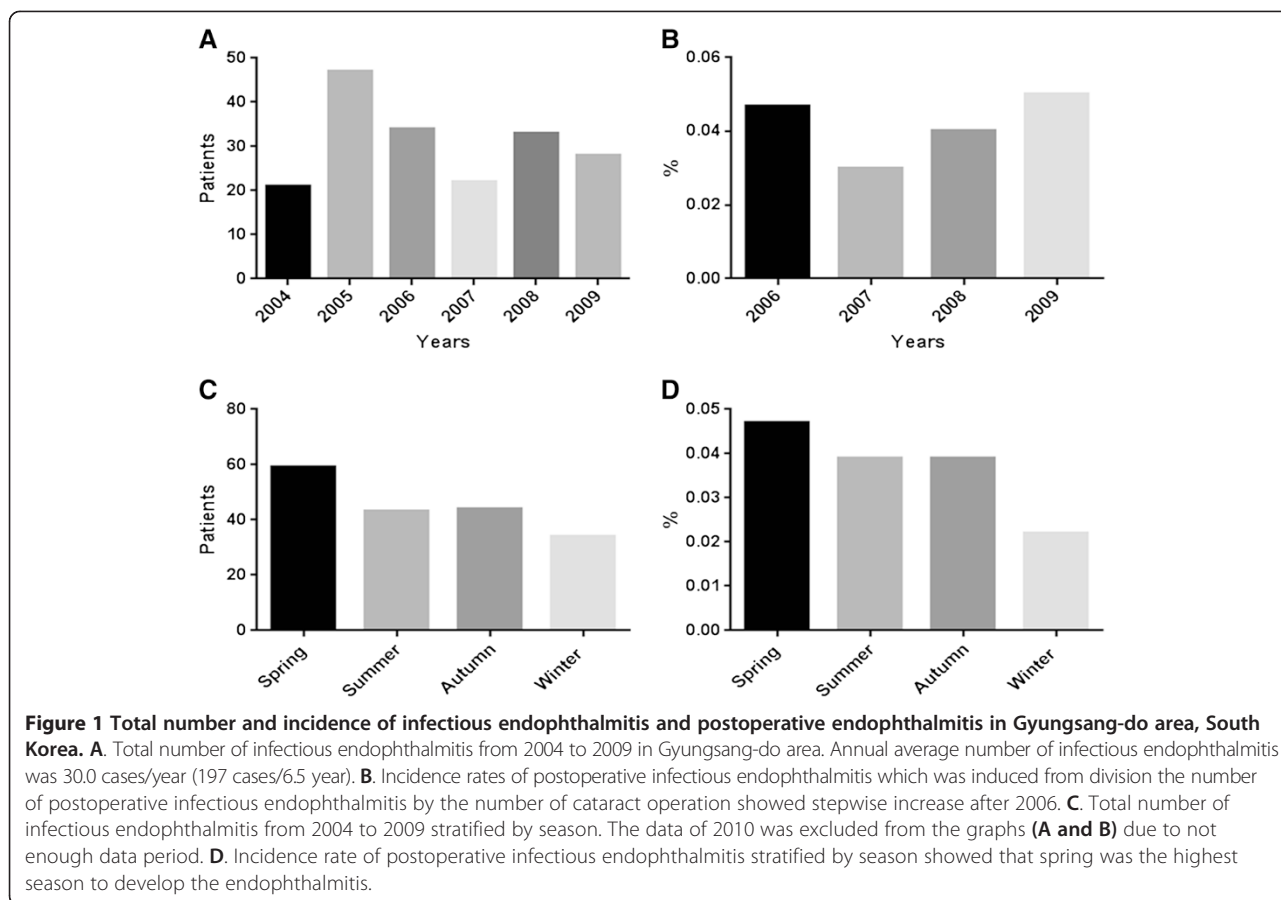 A
50
40
30
20
10
0
Patients
2004
2005
2006
2007
2008
2009
Years
B
0.06
0.04
0.02
0.00
%
2006
2007
2008
2009
Years
C
80
60
40
20
0
Patients
Spring
Summer
Autumn
Winter
D
0.05
0.04
0.03
0.02
0.01
0.00
%
Spring
Summer
Autumn
Winter
Figure 1 Total number and incidence of infectious endophthalmitis and postoperative endophthalmitis in Gyungsang-do area, South
Korea. A. Total number of infectious endophthalmitis from 2004 to 2009 in Gyungsang-do area. Annual average number of infectious endophthalmitis
was 30.0 cases/year (197 cases/6.5 year). B. Incidence rates of postoperative infectious endophthalmitis which was induced from division the number
of postoperative infectious endophthalmitis by the number of cataract operation showed stepwise increase after 2006. C. Total number of
infectious endophthalmitis from 2004 to 2009 stratified by season. The data of 2010 was excluded from the graphs (A and B) due to not
enough data period. D. Incidence rate of postoperative infectious endophthalmitis stratified by season showed that spring was the highest
season to develop the endophthalmitis.